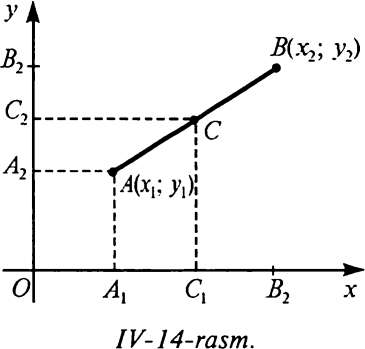 y
B₂
B(x₂; y₂)
C₂
C
A₂
A(x₁; y₁)
O
A₁
C₁
B₂
x
IV-14-rasm.